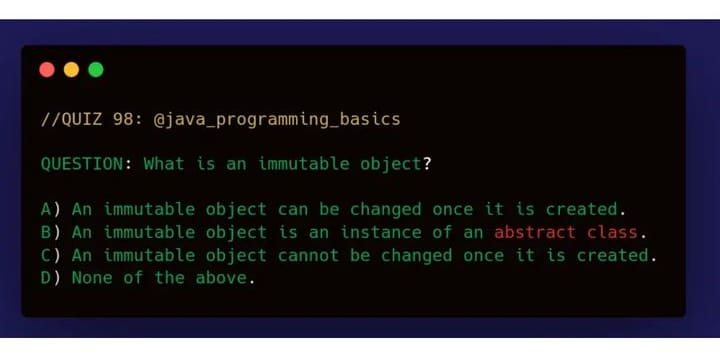 //QUIZ 98: @java_programming_basics
QUESTION: What is an immutable object?
A) An immutable object can be changed once it is created.
B) An immutable object is an instance of an abstract class.
C) An immutable object cannot be changed once it is created.
D) None of the above.